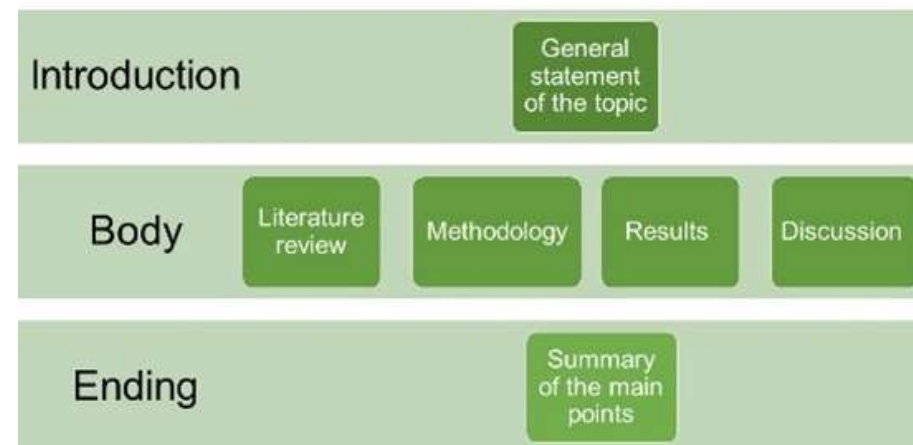 Introduction
General
statement
of the topic
Body
Literature
review
Methodology
Results
Discussion
Ending
Summary
of the main
points